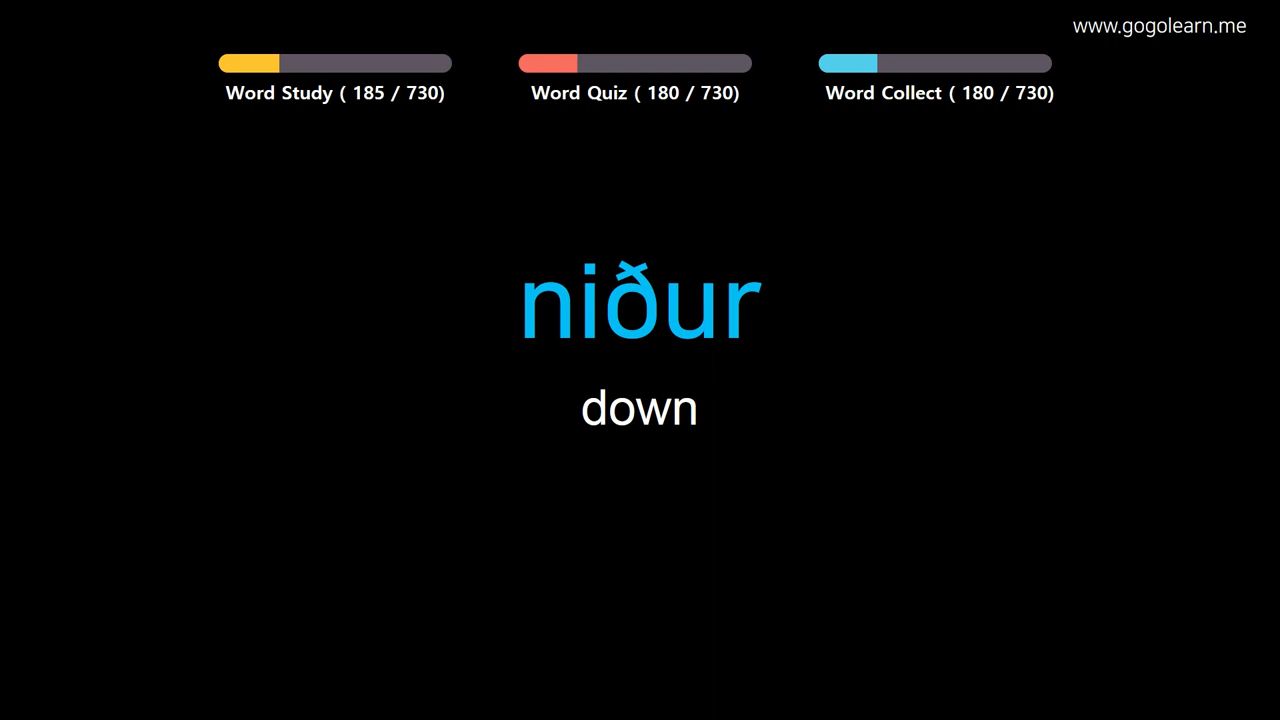 www.gogolearn.me
Word Study ( 185 / 730)
Word Quiz ( 180 / 730)
Word Collect ( 180 / 730)
niður
down